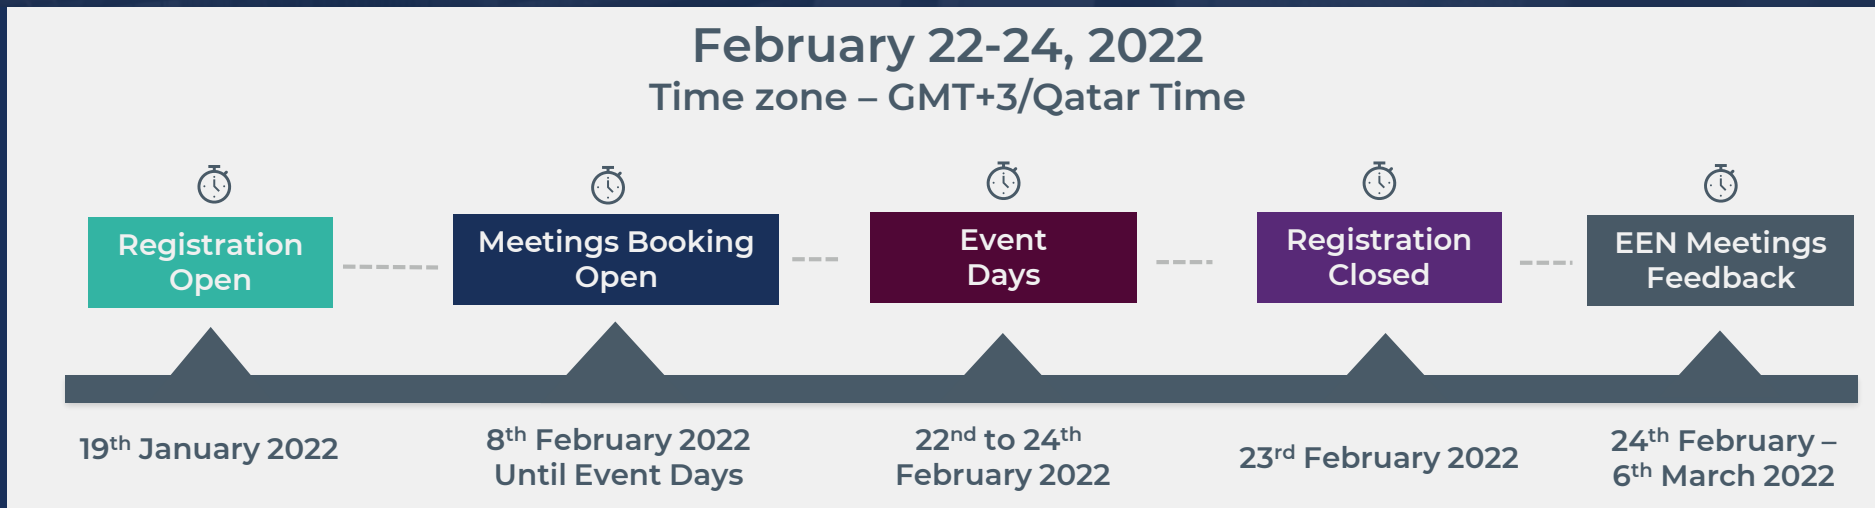 February 22-24, 2022
Time zone – GMT+3/Qatar Time
Registration
Open
Meetings Booking
Open
Event
Days
Registration
Closed
EEN Meetings
Feedback
19th January 2022
8th February 2022
Until Event Days
22nd to 24th
February 2022
23rd February 2022
24th February –
6th March 2022